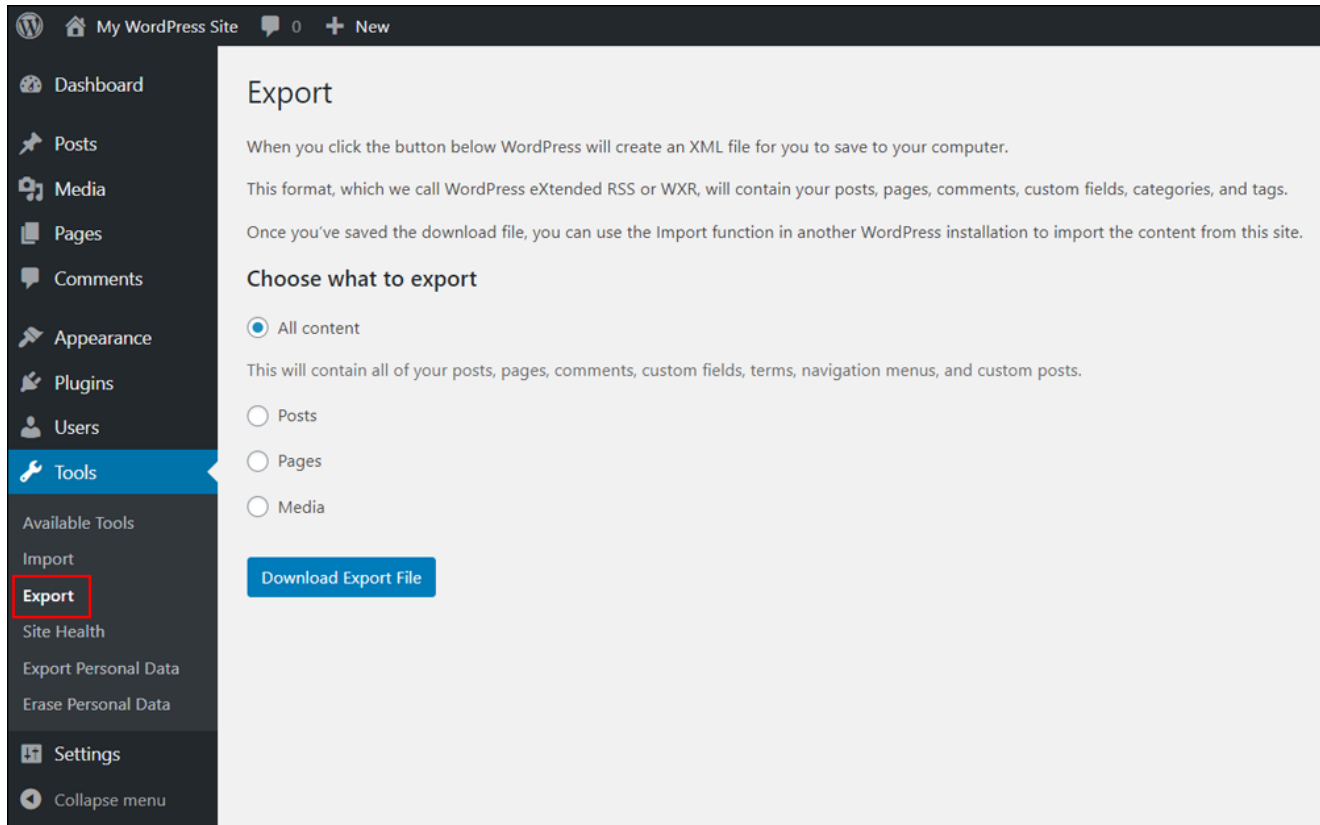 My WordPress Site 0 New
Dashboard
Posts
Media
Pages
Comments
Appearance
Plugins
Users
Tools
Available Tools
Import
Export
Site Health
Export Personal Data
Erase Personal Data
Settings
Collapse menu
Export
When you click the button below WordPress will create an XML file for you to save to your computer.
This format, which we call WordPress eXtended RSS or WXR, will contain your posts, pages, comments, custom fields, categories, and tags.
Once you’ve saved the download file, you can use the Import function in another WordPress installation to import the content from this site.
Choose what to export
All content
This will contain all of your posts, pages, comments, custom fields, terms, navigation menus, and custom posts.
Posts
Pages
Media
Download Export File